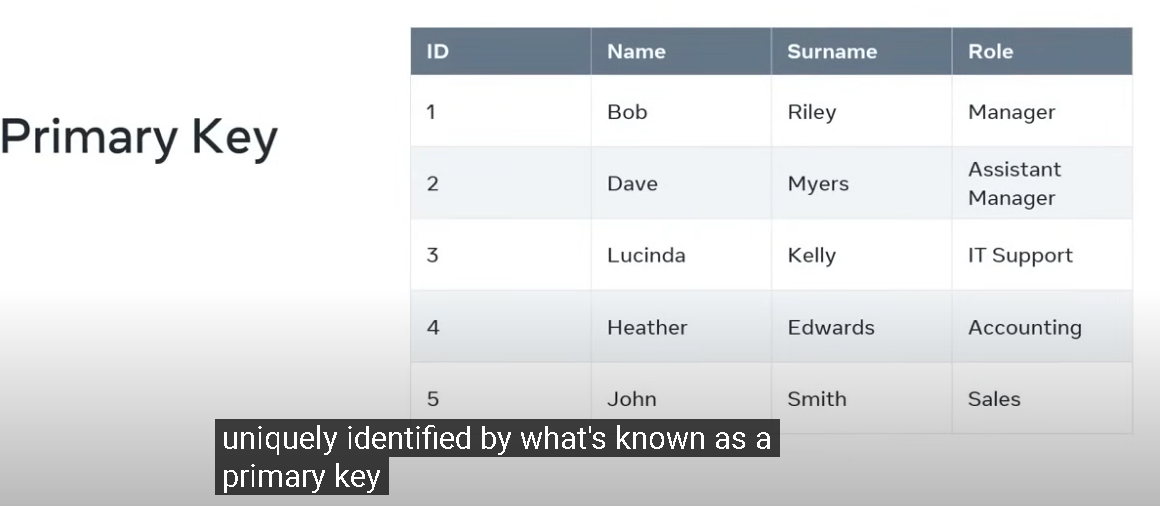 Primary Key
ID Name Surname Role
1 Bob Riley Manager
2 Dave Myers Assistant
Manager
3 Lucinda Kelly IT Support
4 Heather Edwards Accounting
5 John Smith Sales
uniquely identified by what's known as a
primary key